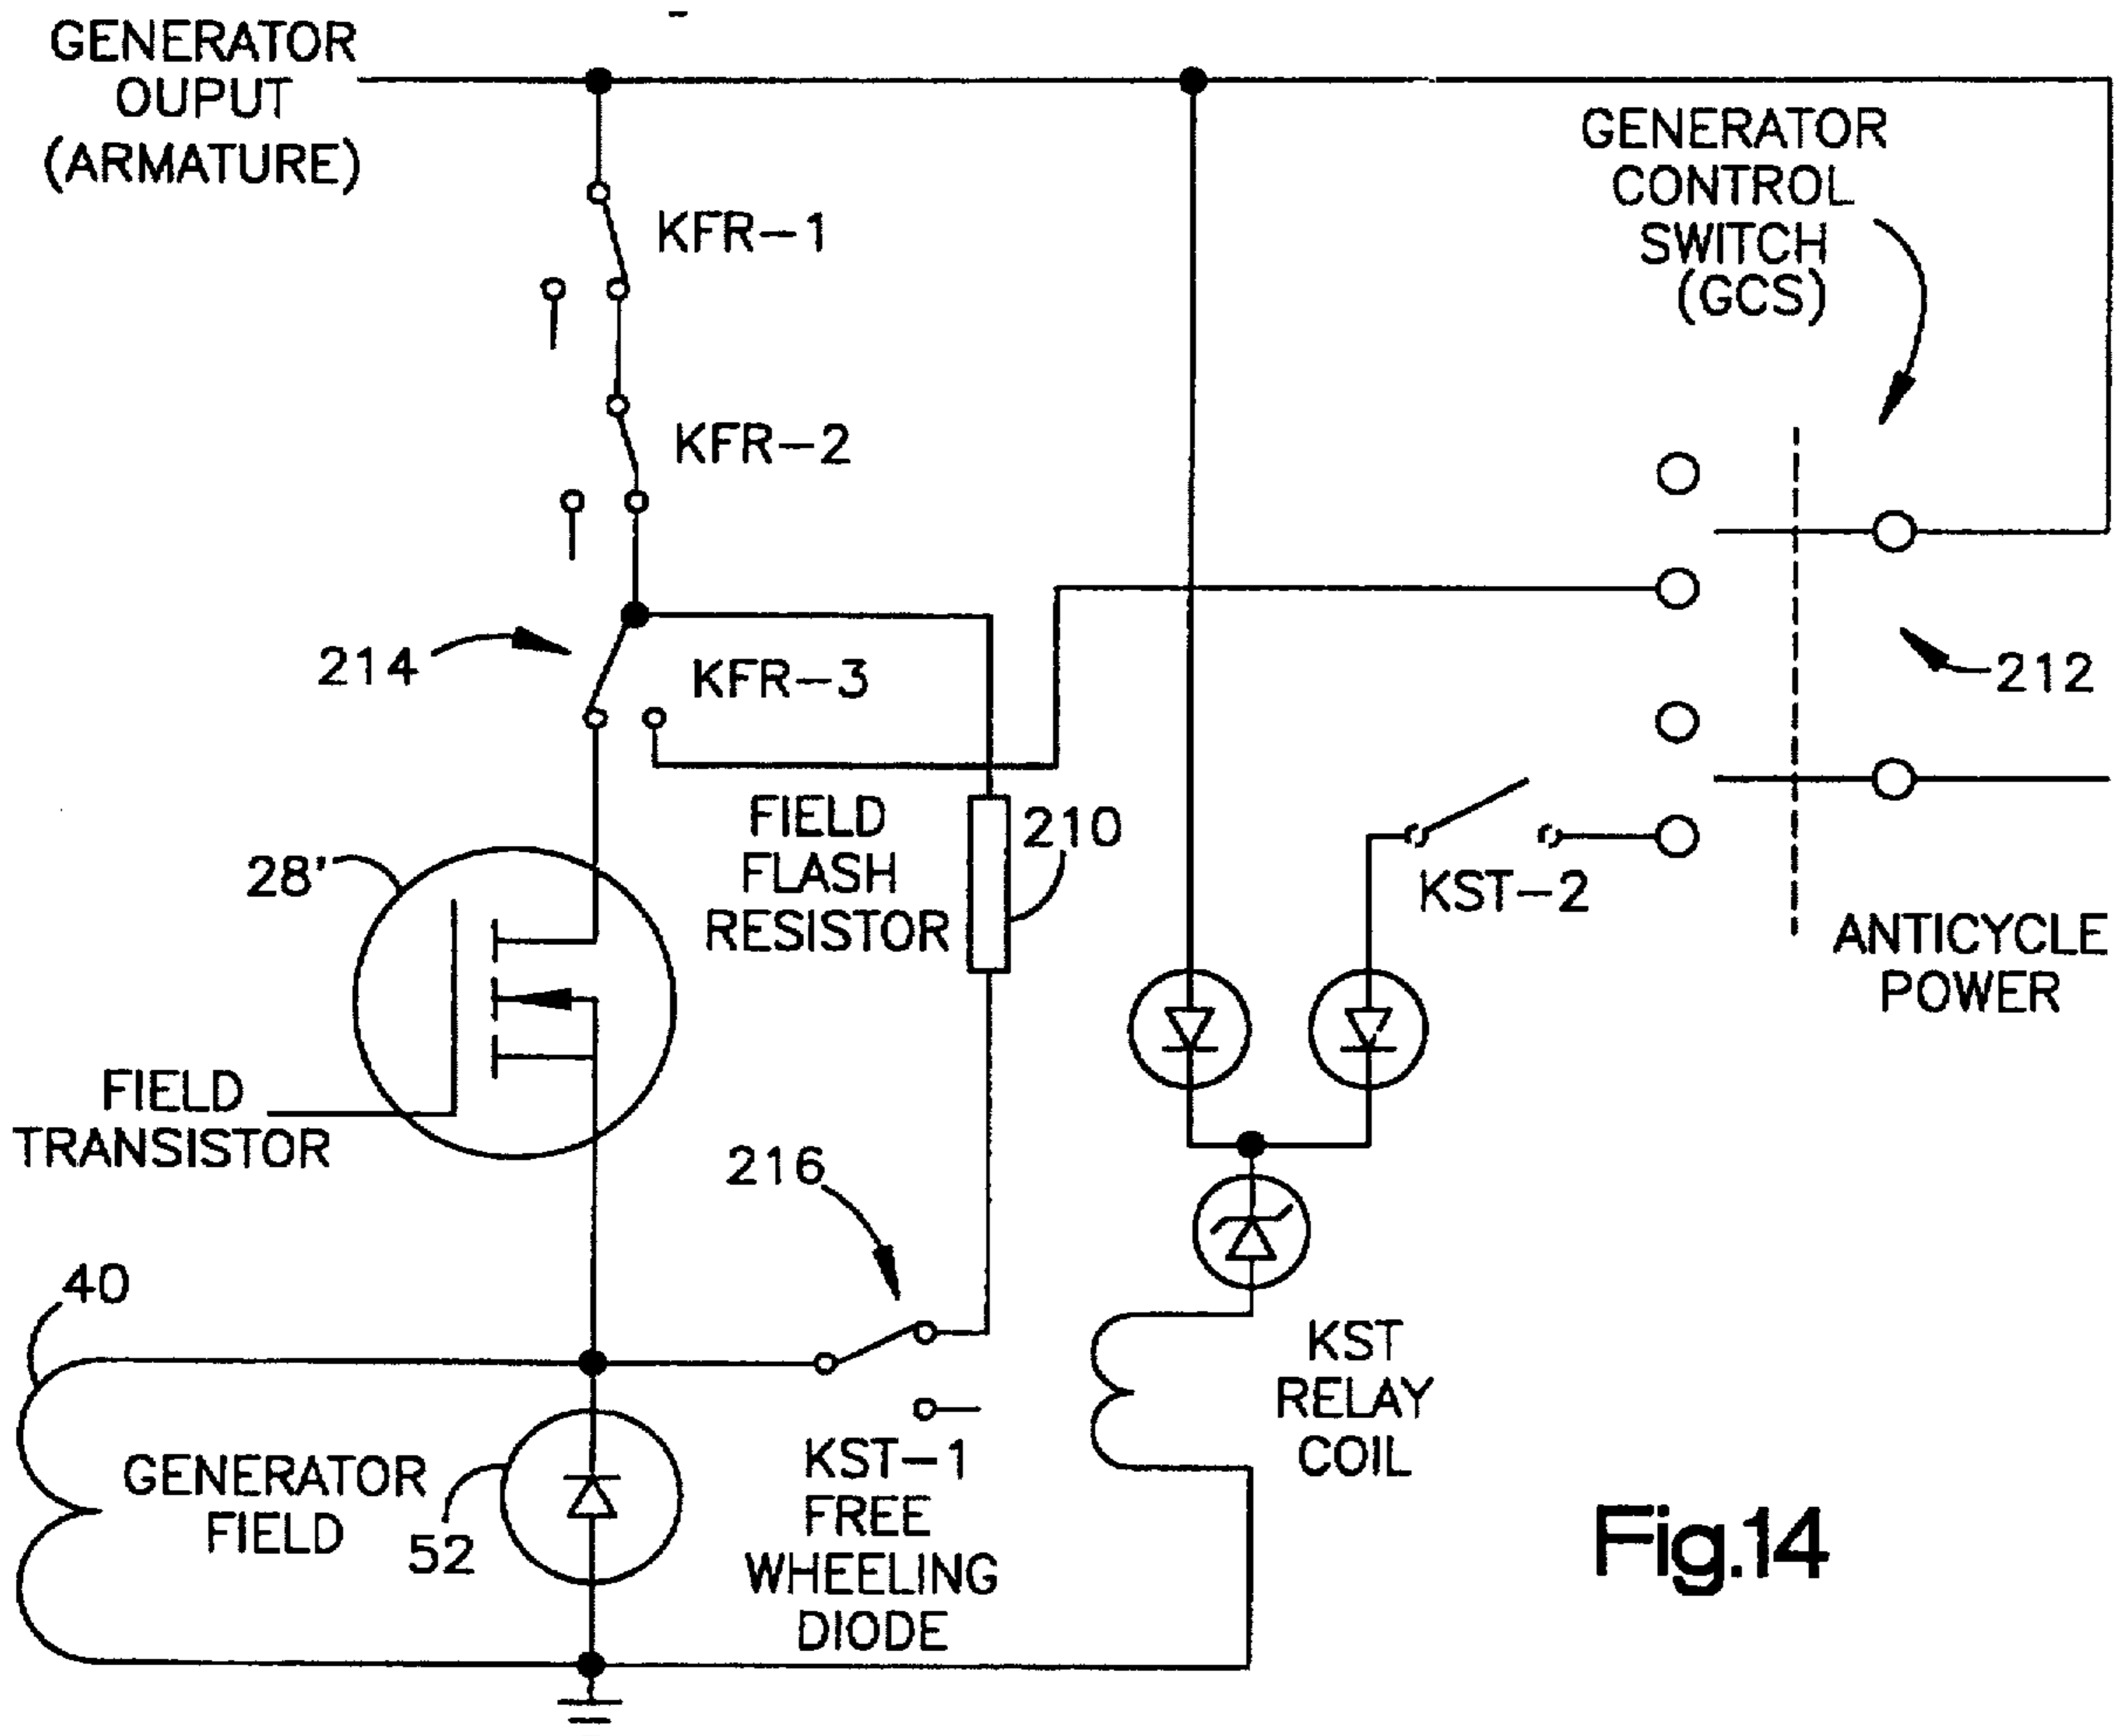 GENERATOR
OUPUT
(ARMATURE)
GENERATOR
CONTROL
SWITCH
(GCS)
KFR-1
KFR-2
214
KFR-3
212
28'
FIELD
FLASH
RESISTOR
210
KST-2
ANTICYCLE
POWER
FIELD
TRANSISTOR
216
40
KST
RELAY
COIL
GENERATOR
FIELD
52
KST-1
FREE
WHEELING
DIODE
Fig.14